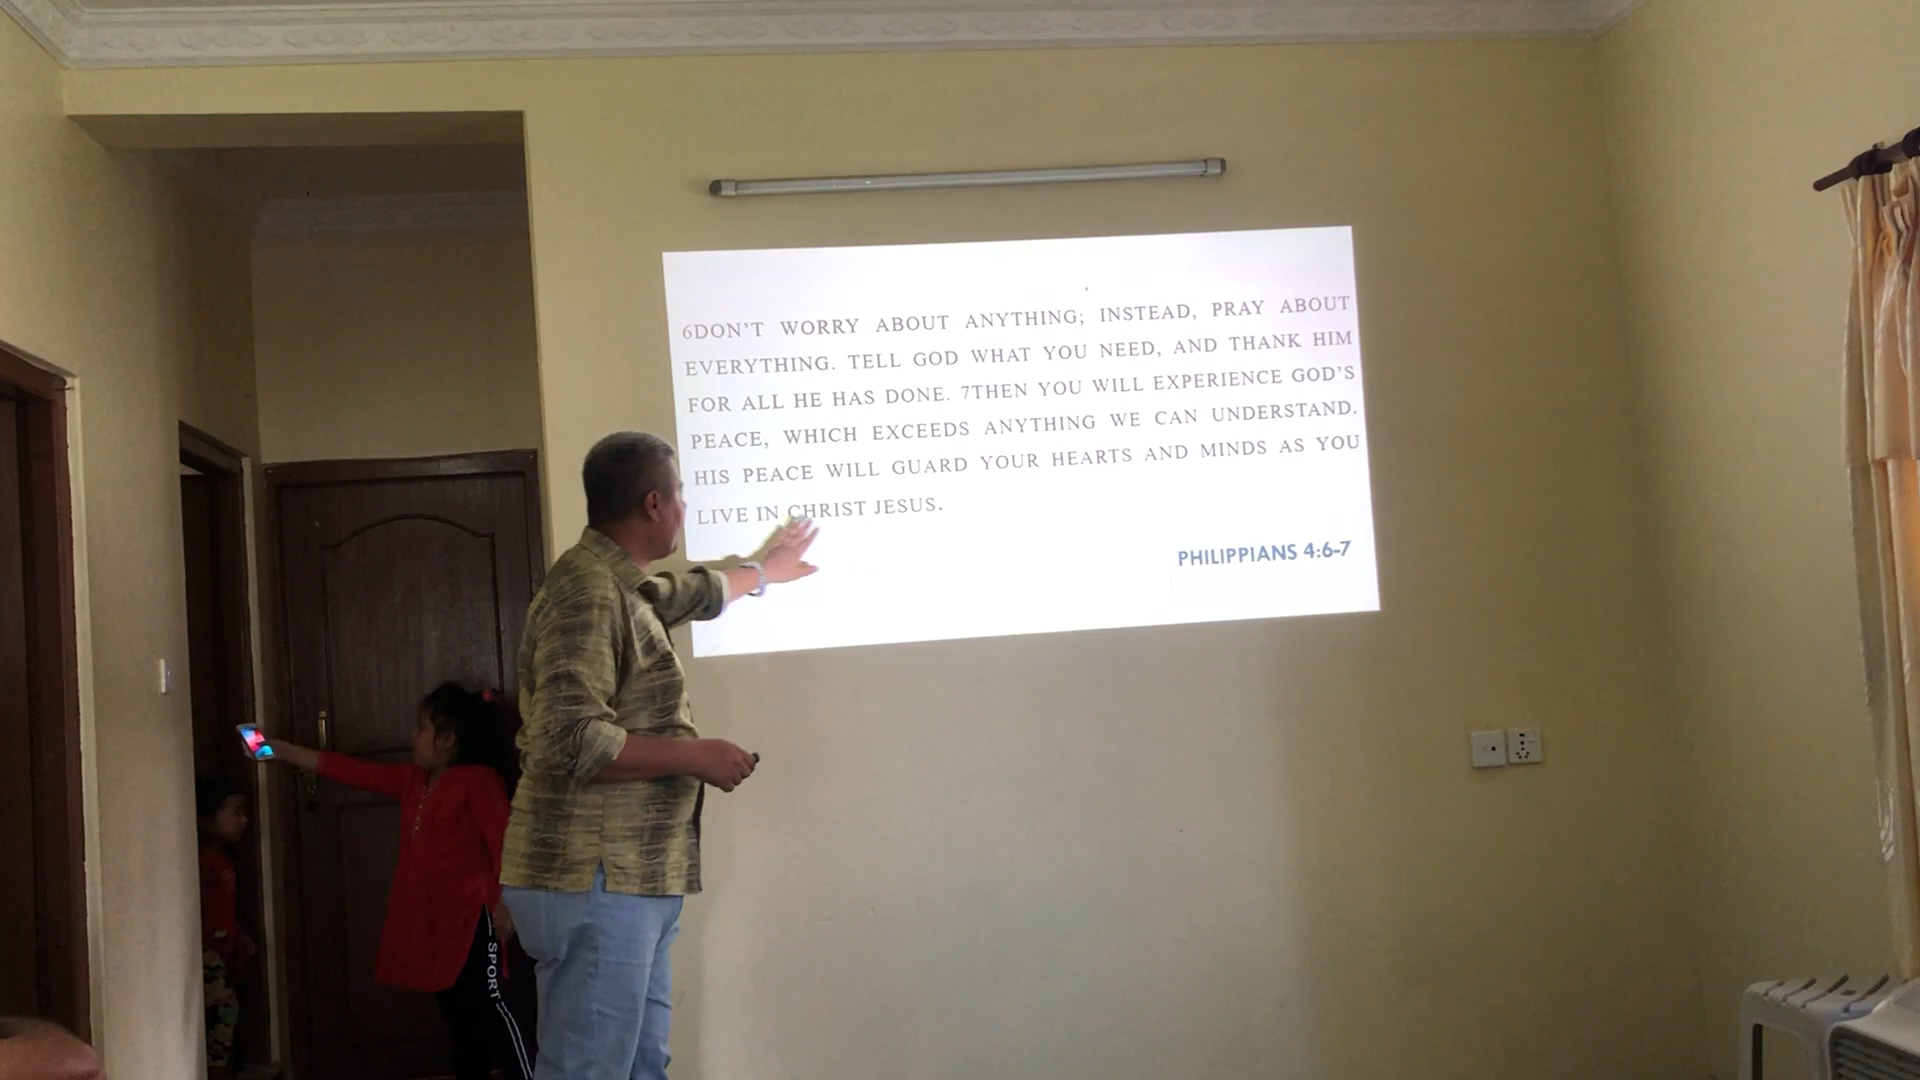 6DON'T WORRY ABOUT ANYTHING; INSTEAD, PRAY ABOUT
EVERYTHING. TELL GOD WHAT YOU NEED, AND THANK HIM
FOR ALL HE HAS DONE. 7THEN YOU WILL EXPERIENCE GOD'S
PEACE, WHICH EXCEEDS ANYTHING WE CAN UNDERSTAND.
HIS PEACE WILL GUARD YOUR HEARTS AND MINDS AS YOU
LIVE IN CHRIST JESUS.
PHILIPPIANS 4:6-7
SPORT